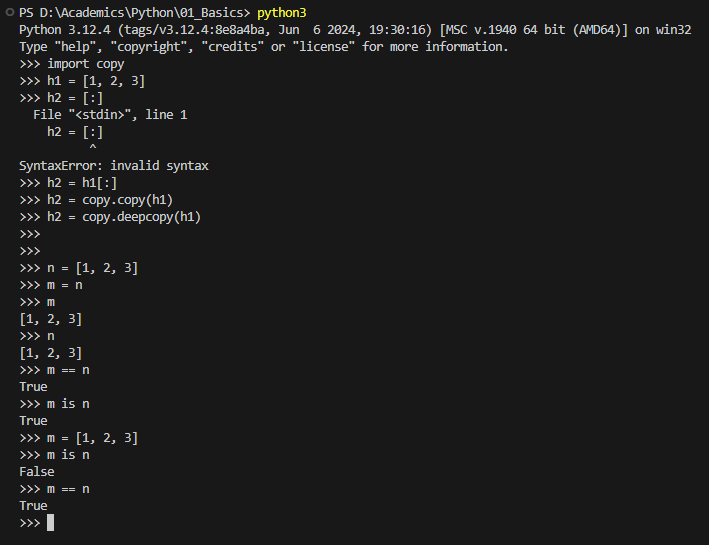 PS D:\Academics\Python\01_Basics> python3
Python 3.12.4 (tags/v3.12.4:8e8a4ba, Jun  6 2024, 19:30:16) [MSC v.1940 64 bit (AMD64)] on win32
Type "help", "copyright", "credits" or "license" for more information.
>>> import copy
>>> h1 = [1, 2, 3]
>>> h2 = [:]
  File "<stdin>", line 1
    h2 = [:]
          ^
SyntaxError: invalid syntax
>>> h2 = h1[:]
>>> h2 = copy.copy(h1)
>>> h2 = copy.deepcopy(h1)
>>>
>>>
>>> n = [1, 2, 3]
>>> m = n
>>> m
[1, 2, 3]
>>> n
[1, 2, 3]
>>> m == n
True
>>> m is n
True
>>> m = [1, 2, 3]
>>> m is n
False
>>> m == n
True
>>>